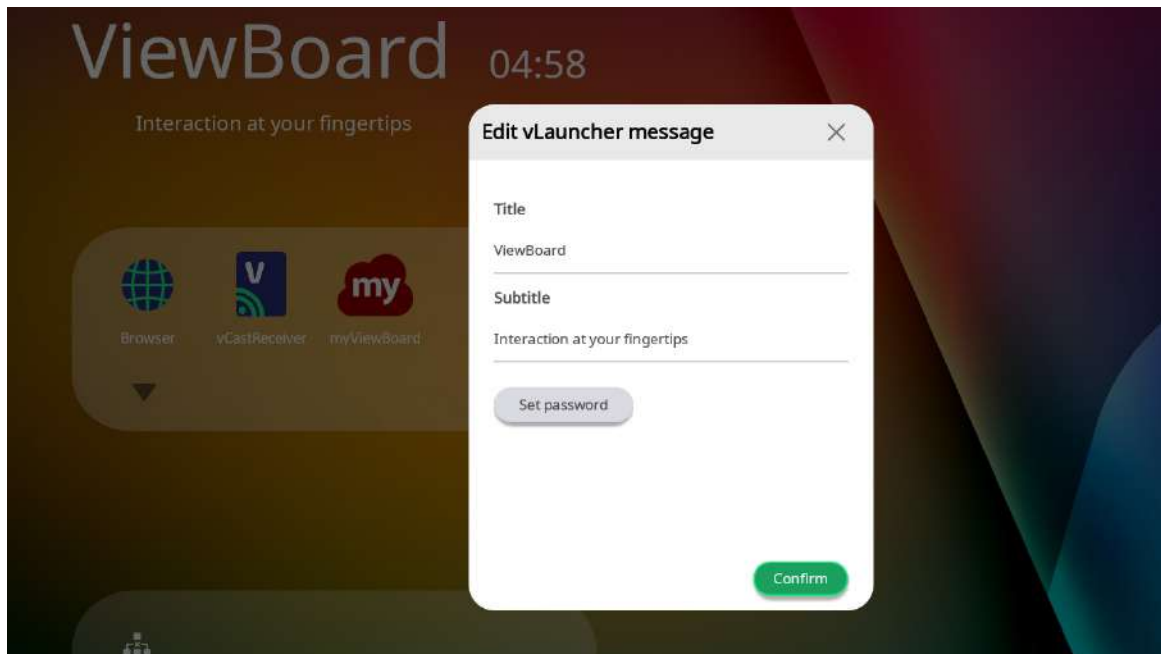 ViewBoard 04:58
Interaction at your fingertips
Edit vLauncher message
Title
ViewBoard
Subtitle
Interaction at your fingertips
Set password
Confirm
V
my
Browser vCastReceiver myViewBoard